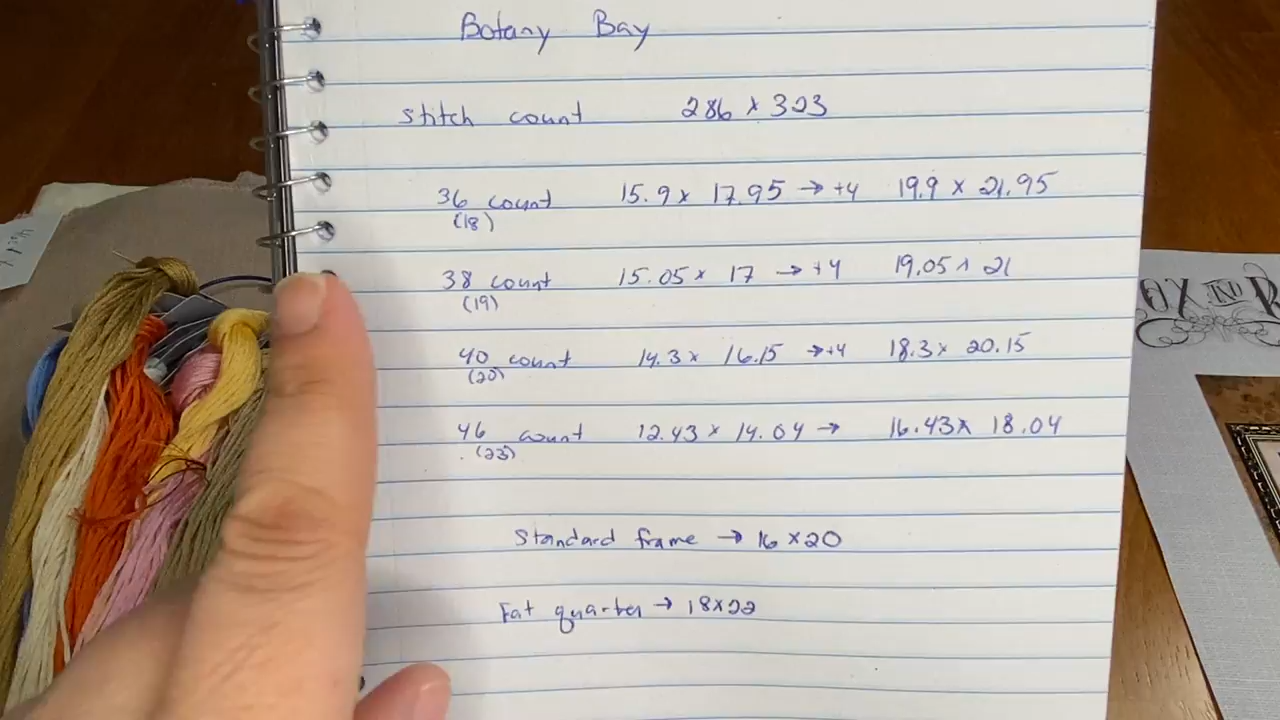 Botany Bay
stitch count 286 x 323
36 count 15.9 x 17.95 → +4 19.9 x 21.95
(18)
38 count 15.05 x 17 → +4 19.05 x 21
(19)
40 count 14.3 x 16.15 → +4 18.3 x 20.15
(20)
46 count 12.43 x 14.04 → 16.43 x 18.04
(23)
Standard frame → 16 x 20
Fat quarter → 18 x 22
OX AND